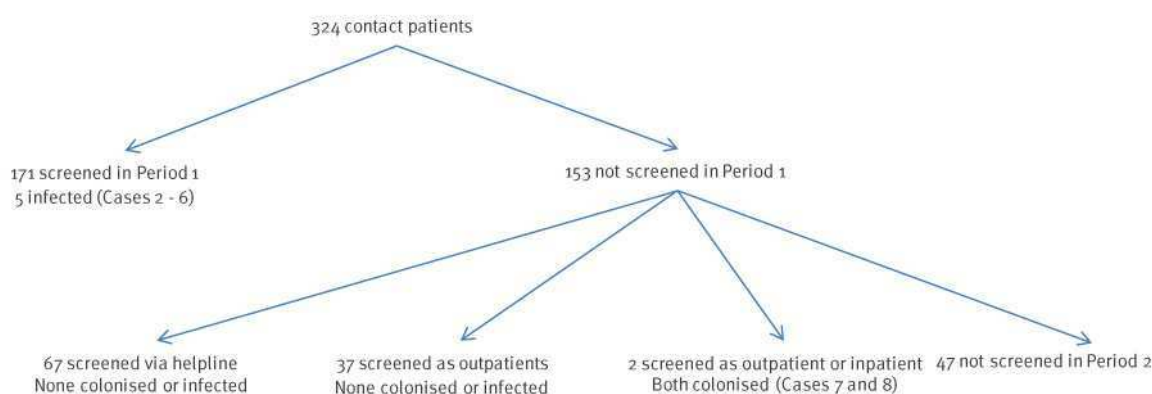 324 contact patients
171 screened in Period 1
5 infected (Cases 2 - 6)
153 not screened in Period 1
67 screened via helpline
None colonised or infected
37 screened as outpatients
None colonised or infected
2 screened as outpatient or inpatient
Both colonised (Cases 7 and 8)
47 not screened in Period 2